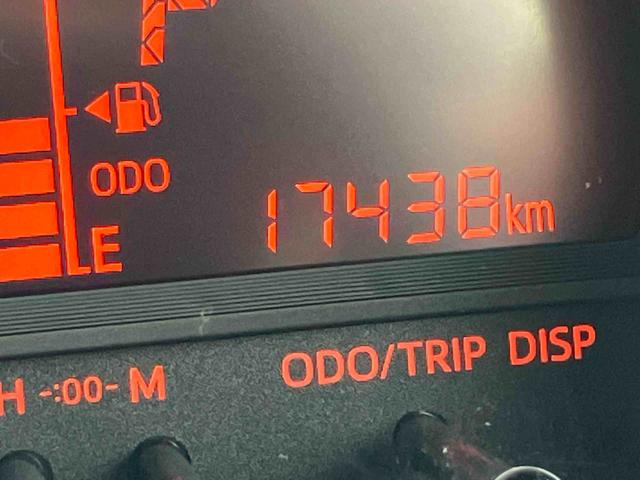 P
ODO
17438km
E
H -:00- M
ODO/TRIP DISP